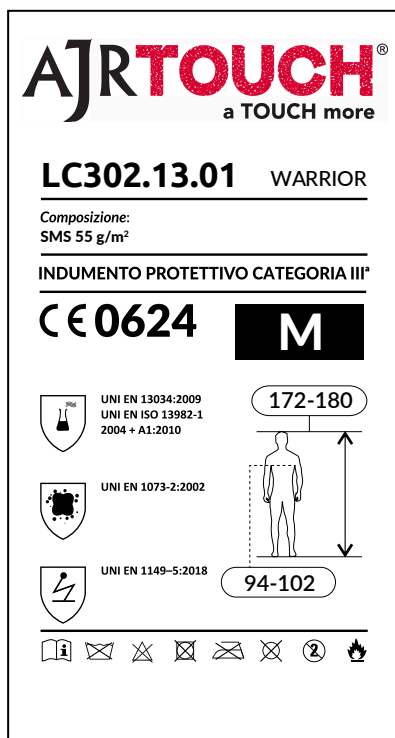 AJRTOUCH®
a TOUCH more
LC302.13.01 WARRIOR
Composizione:
SMS 55 g/m²
INDUMENTO PROTETTIVO CATEGORIA IIIª
CE 0624
M
UNI EN 13034:2009
UNI EN ISO 13982-1
2004 + A1:2010
172-180
UNI EN 1073-2:2002
UNI EN 1149–5:2018
94-102
i
2